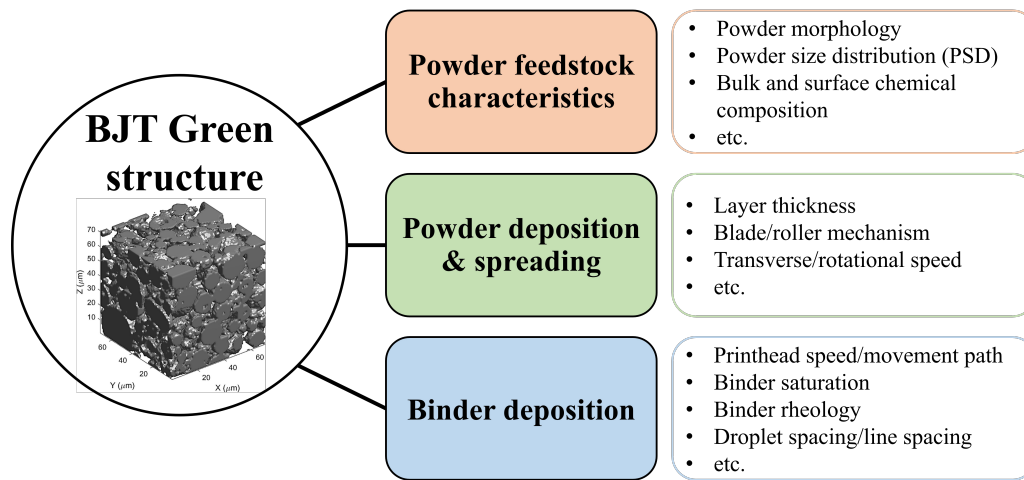 BJT Green
structure
70
60
50
40
30
20
10
Z (μm)
60
40
20
Y (μm)
20
40
60
X (μm)
Powder feedstock
characteristics
• Powder morphology
• Powder size distribution (PSD)
• Bulk and surface chemical
composition
• etc.
Powder deposition
& spreading
• Layer thickness
• Blade/roller mechanism
• Transverse/rotational speed
• etc.
Binder deposition
• Printhead speed/movement path
• Binder saturation
• Binder rheology
• Droplet spacing/line spacing
• etc.